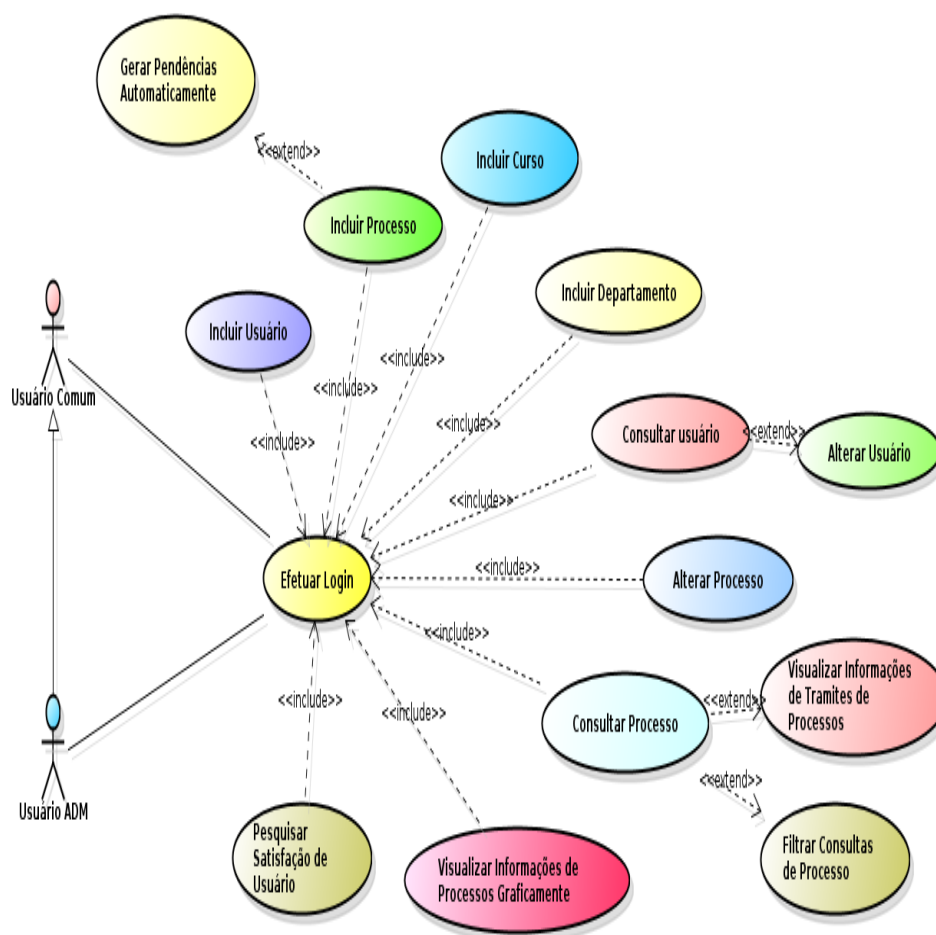 Gerar Pendências
Automaticamente
<<extend>>
Incluir Curso
Incluir Processo
Incluir Departamento
Incluir Usuário
<<include>>
<<include>>
Usuário Comum
<<include>>
<<include>>
Consultar usuário
<<extend>>
Alterar Usuário
<<include>>
Efetuar Login
<<include>>
Alterar Processo
<<include>>
Visualizar Informações
de Tramites de
Processos
<<include>>
<<include>>
Consultar Processo
<<extend>>
<<extend>>
Usuário ADM
Pesquisar
Satisfação de
Usuário
Visualizar Informações de
Processos Graficamente
Filtrar Consultas
de Processo